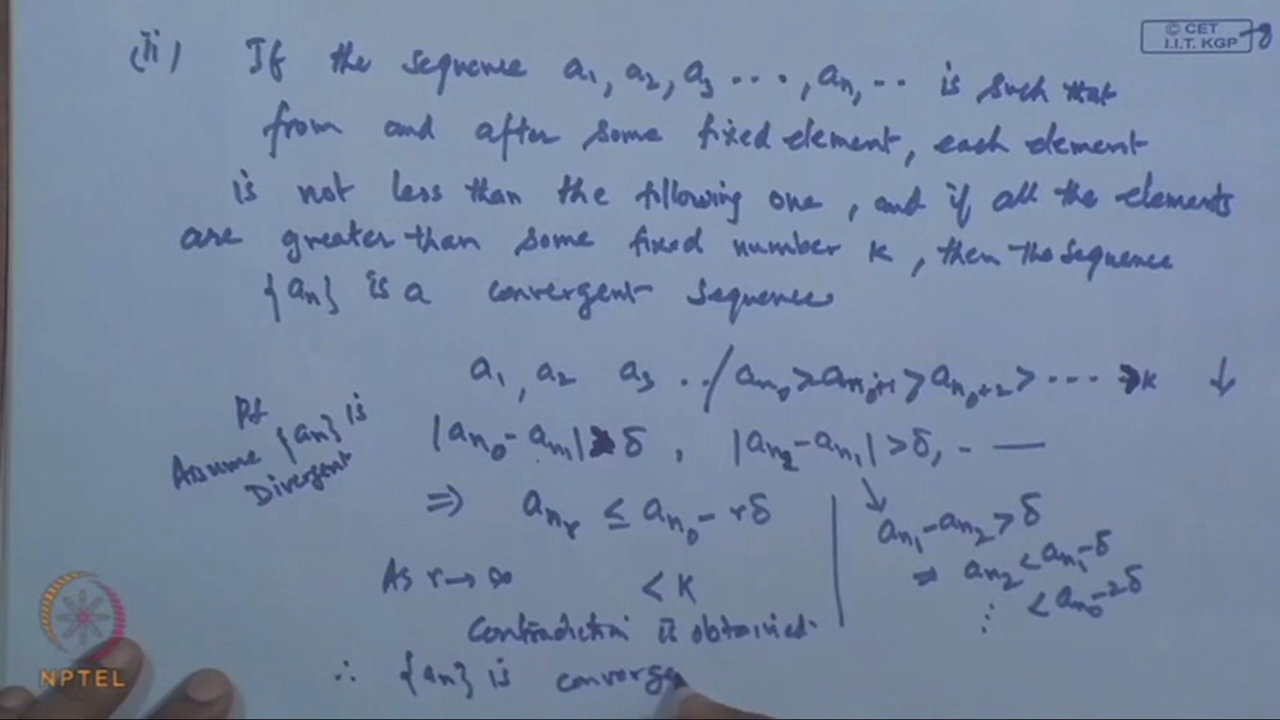 © CET
I.I.T. KGP
(ii) If the sequence a₁, a₂, a₃ ...., aₙ, .. is such that
from and after some fixed element, each element
is not less than the following one, and if all the elements
are greater than some fixed number K, then the sequence
{aₙ} is a convergent sequence
a₁, a₂ a₃ .. / aₙ₀ > aₙ₀₊₁ > aₙ₀₊₂ > .... > K ↓
Pf
Assume {aₙ} is
Divergent
|aₙ₀ - aₙ₁| > δ, |aₙ₂ - aₙ₁| > δ, . —
⇒ aₙᵣ ≤ aₙ₀ - rδ
aₙ₁ - aₙ₂ > δ
⇒ aₙ₂ < aₙ₁ - δ
< aₙ₀ - 2δ
As r → ∞ < K
Contradiction is obtained.
∴ {aₙ} is converge
NPTEL